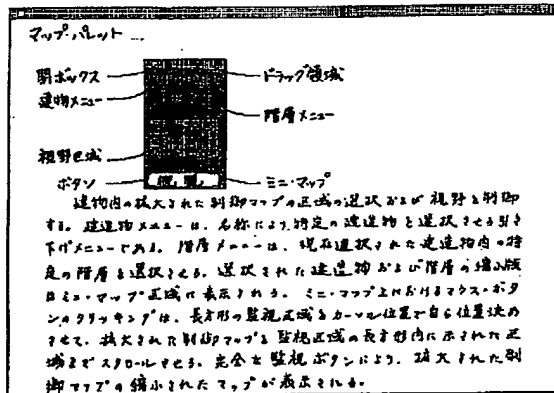 マップ・パレット …
閉ボックス
ドラッグ領域
建物メニュー
階層メニュー
視野区域
ボタン
ミニ・マップ
建物内の拡大された制御マップの区域の選択および視野を制御
する。建造物メニューは、名称により特定の建造物を選択させる引き
下げメニューである。階層メニューは、現在選択された建造物内の特
定の階層を選択させる。選択された建造物および階層の縮小版
はミニ・マップ区域に表示される。ミニ・マップ上におけるマウス・ボタ
ンのクリッキングは、長方形の監視区域をカーソル位置で自ら位置決め
させて、拡大された制御マップを監視区域の長方形内に示された区
域までスクロールさせる。完全な監視ボタンにより、拡大された制
御マップの縮小されたマップが表示される。